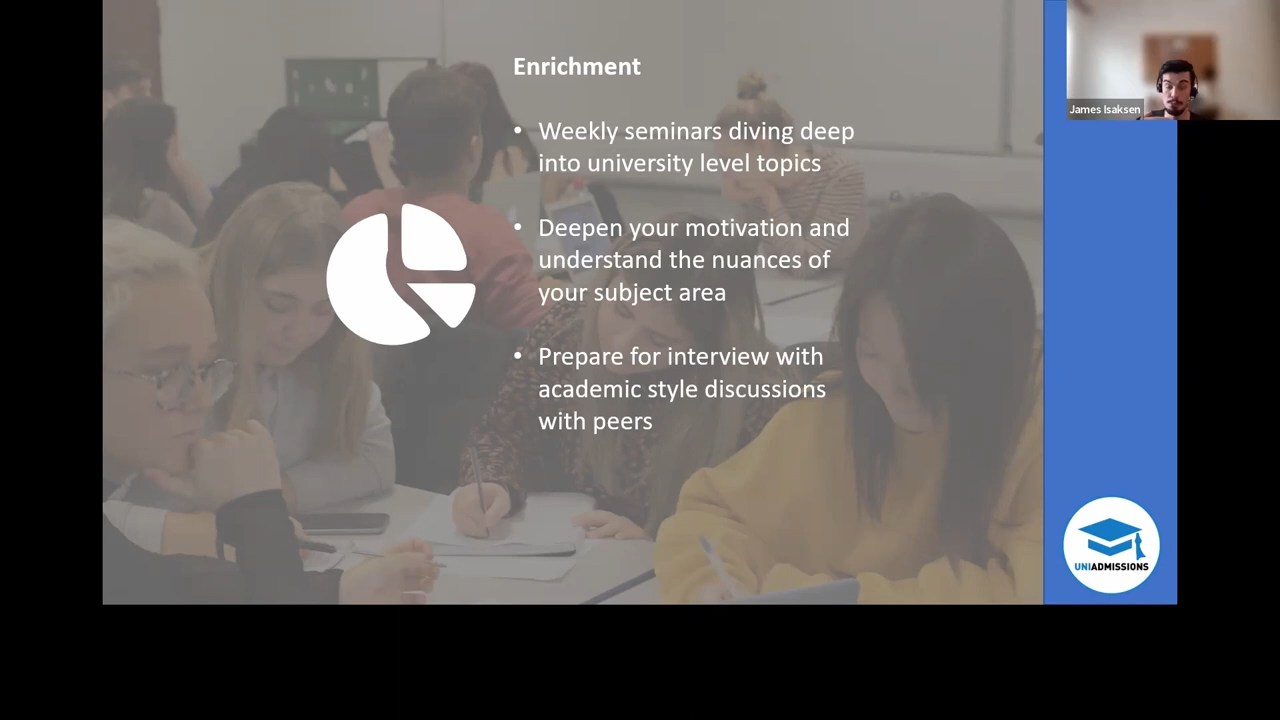 Enrichment
• Weekly seminars diving deep
into university level topics
• Deepen your motivation and
understand the nuances of
your subject area
• Prepare for interview with
academic style discussions
with peers
James Isaksen
UNIADMISSIONS